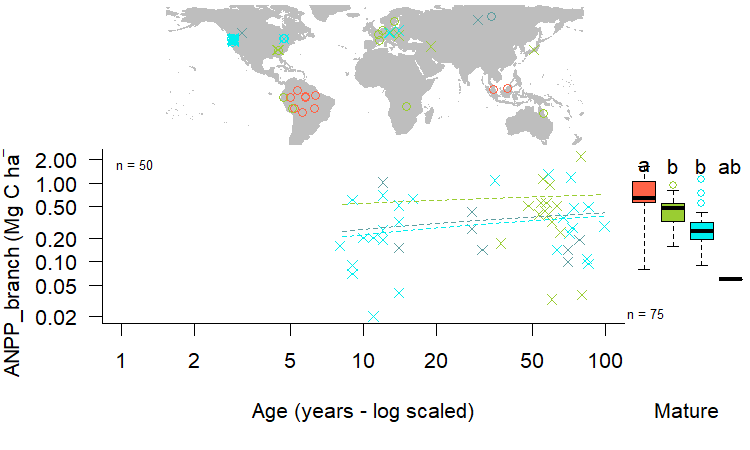 n = 50
2.00
1.00
0.50
0.20
0.10
0.05
0.02
ANPP_branch (Mg C ha⁻
a b b ab
n = 75
1 2 5 10 20 50 100
Age (years - log scaled)
Mature